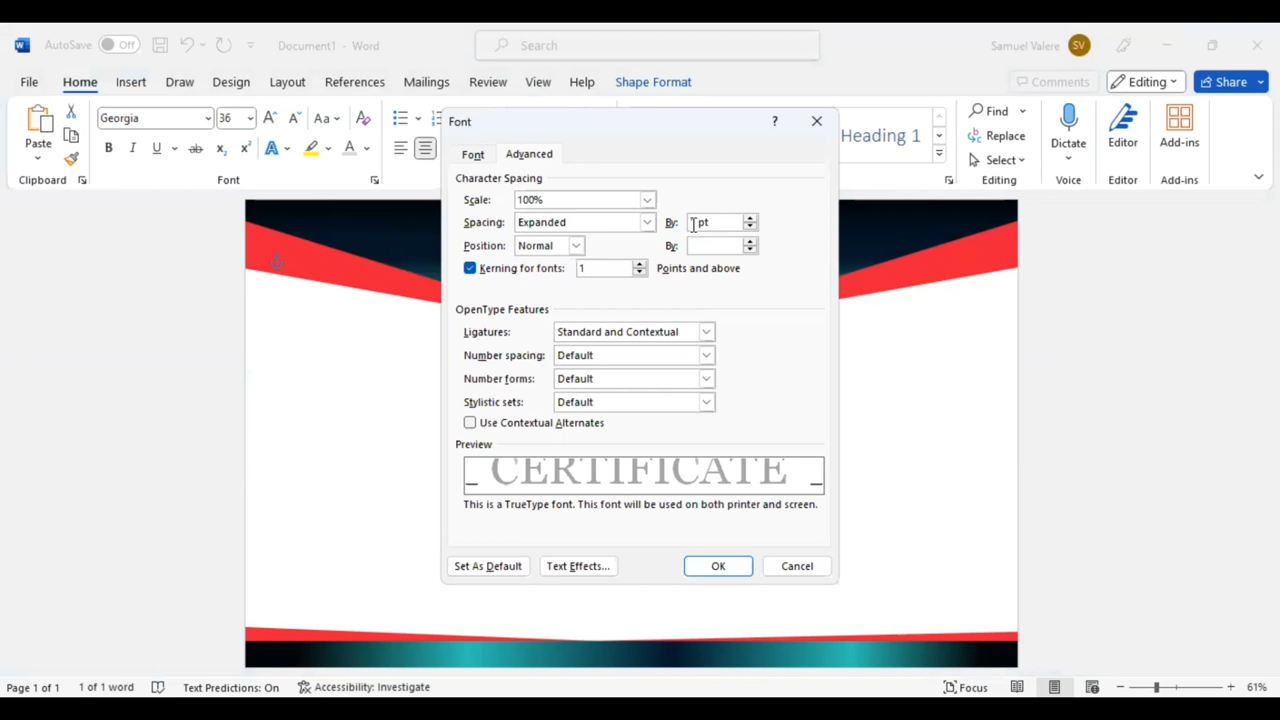 AutoSave Off Document1 - Word Search Samuel Valere SV
File Home Insert Draw Design Layout References Mailings Review View Help Shape Format Comments Editing Share
Paste Georgia 36 Aa Heading 1 Find Replace Select Dictate Editor Add-ins
B I U ab x₂ x² A A
Clipboard Font Editing Voice Editor Add-ins
Font ?
Font Advanced
Character Spacing
Scale: 100%
Spacing: Expanded By: pt
Position: Normal By:
Kerning for fonts: 1 Points and above
OpenType Features
Ligatures: Standard and Contextual
Number spacing: Default
Number forms: Default
Stylistic sets: Default
Use Contextual Alternates
Preview
CERTIFICATE
This is a TrueType font. This font will be used on both printer and screen.
Set As Default Text Effects... OK Cancel
Page 1 of 1 1 of 1 word Text Predictions: On Accessibility: Investigate Focus 61%